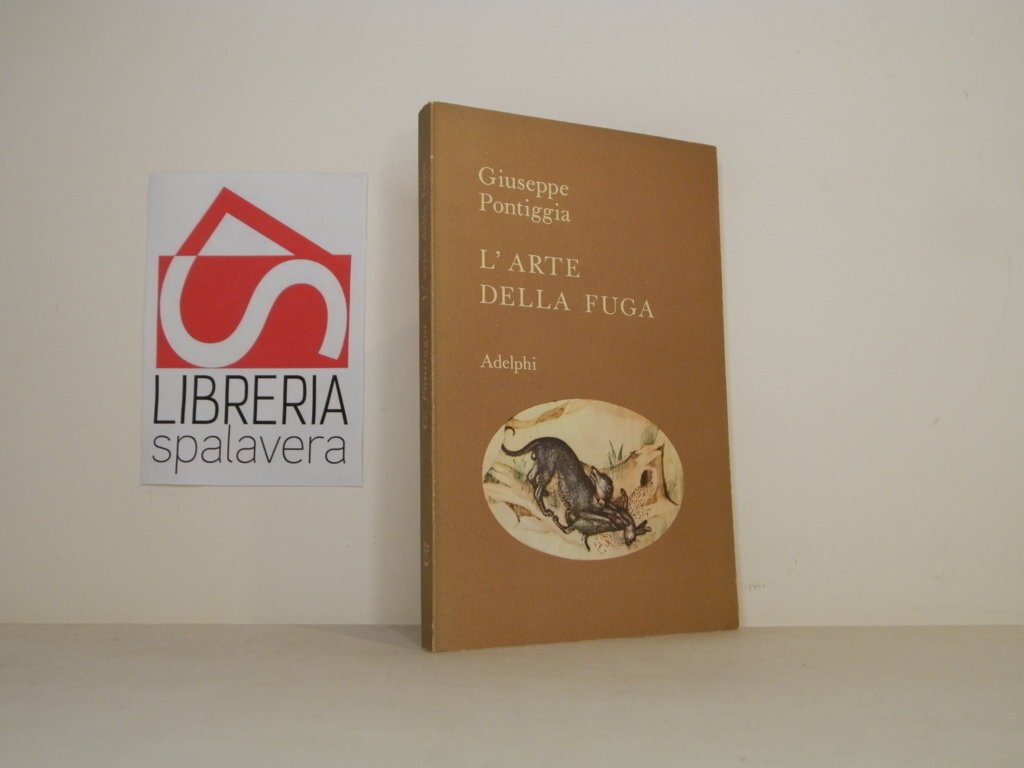 LIBRERIA
spalavera
Giuseppe
Pontiggia
L'ARTE
DELLA FUGA
Adelphi